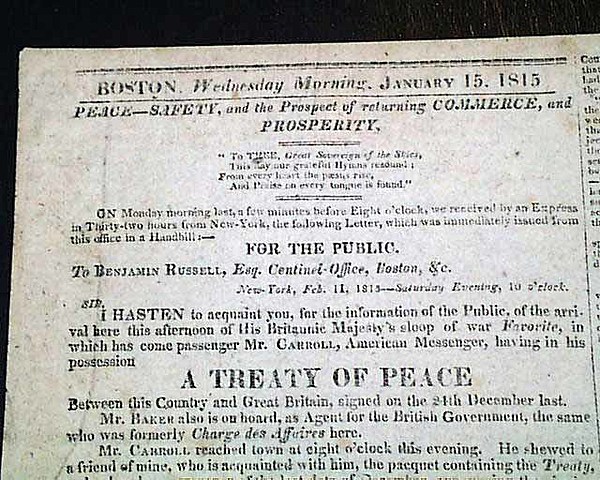 BOSTON, Wednesday Morning, JANUARY 15, 1815
PEACE—SAFETY, and the Prospect of returning COMMERCE, and
PROSPERITY.
" To THEE, Great Sovereign of the Skies,
This day our grateful Hymns resound ;
From every heart the pæans rise,
And Praise on every tongue is found."
ON Monday morning last, a few minutes before Eight o'clock, we received by an Express
in Thirty-two hours from New-York, the following Letter, which was immediately issued from
this office in a Handbill:—
FOR THE PUBLIC.
To BENJAMIN RUSSELL, Esq. Centinel-Office, Boston, &c.
New-York, Feb. 11, 1815—Saturday Evening, 10 o'clock.
SIR,
I HASTEN to acquaint you, for the information of the Public, of the arri-
val here this afternoon of His Britannic Majesty's sloop of war Favorite, in
which has come passenger Mr. CARROLL, American Messenger, having in his
possession
A TREATY OF PEACE
Between this Country and Great Britain, signed on the 24th December last.
Mr. BAKER also is on board, as Agent for the British Government, the same
who was formerly Charge des Affaires here.
Mr. CARROLL reached town at eight o'clock this evening. He shewed to
a friend of mine, who is acquainted with him, the pacquet containing the Treaty,